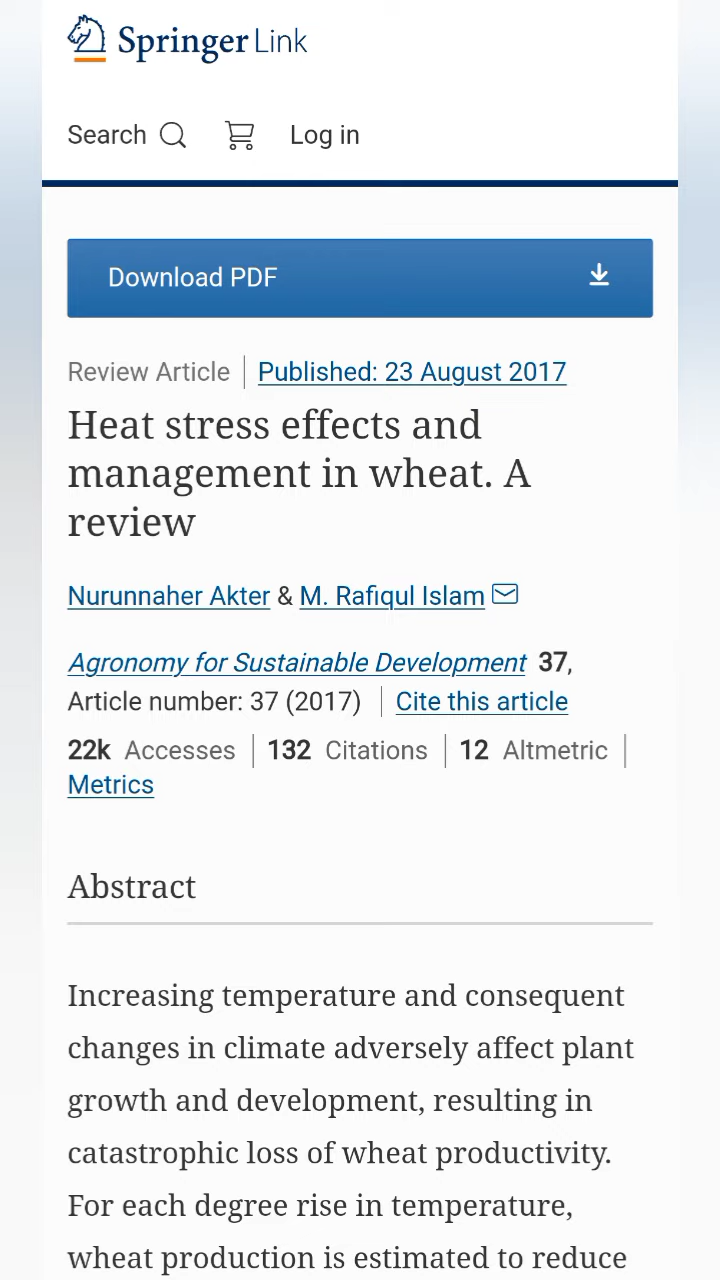 Springer Link
Search Log in
Download PDF
Review Article | Published: 23 August 2017
Heat stress effects and
management in wheat. A
review
Nurunnaher Akter & M. Rafiqul Islam
Agronomy for Sustainable Development 37,
Article number: 37 (2017) | Cite this article
22k Accesses | 132 Citations | 12 Altmetric |
Metrics
Abstract
Increasing temperature and consequent
changes in climate adversely affect plant
growth and development, resulting in
catastrophic loss of wheat productivity.
For each degree rise in temperature,
wheat production is estimated to reduce